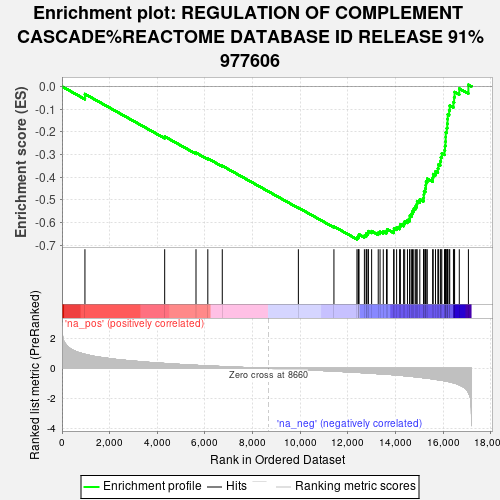 Enrichment plot: REGULATION OF COMPLEMENT
CASCADE%REACTOME DATABASE ID RELEASE 91%
977606
Enrichment score (ES)
0.0
-0.1
-0.2
-0.3
-0.4
-0.5
-0.6
-0.7
'na_pos' (positively correlated)
Ranked list metric (PreRanked)
2
0
-2
-4
Zero cross at 8660
'na_neg' (negatively correlated)
0
2,000
4,000
6,000
8,000
10,000
12,000
14,000
16,000
18,000
Rank in Ordered Dataset
Enrichment profile
Hits
Ranking metric scores